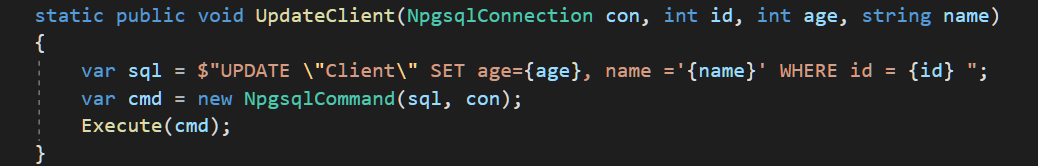 static public void UpdateClient(NpgsqlConnection con, int id, int age, string name)
{
var sql = $"UPDATE \"Client\" SET age={age}, name ='{name}' WHERE id = {id} ";
var cmd = new NpgsqlCommand(sql, con);
Execute(cmd);
}